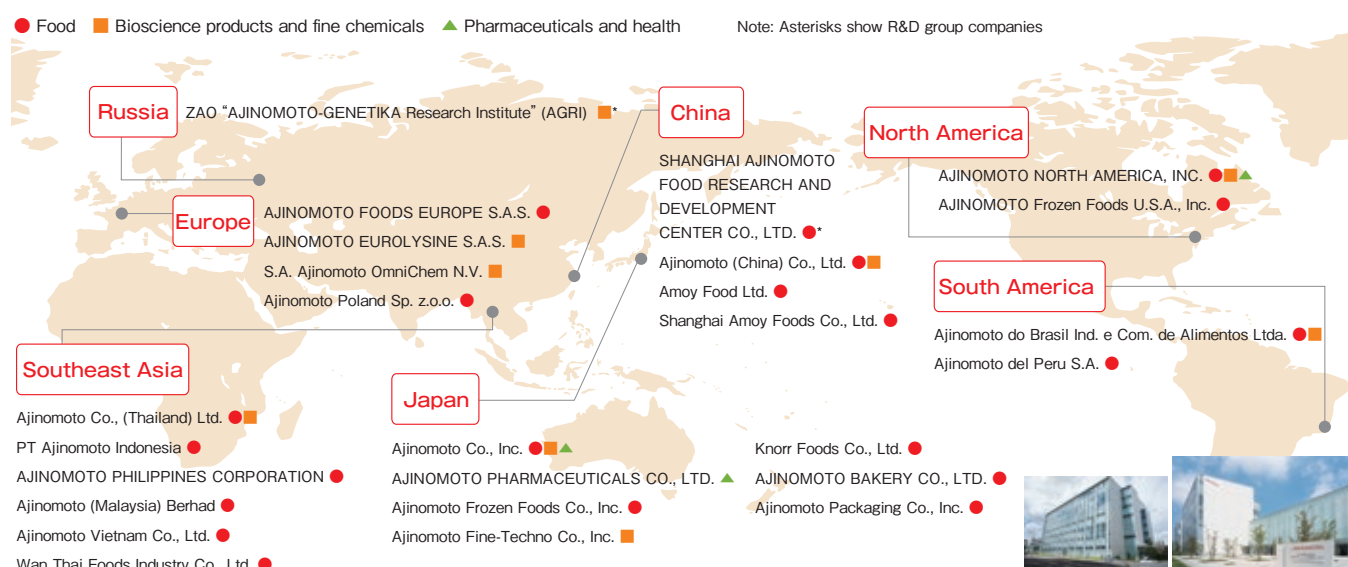 Food Bioscience products and fine chemicals Pharmaceuticals and health Note: Asterisks show R&D group companies
Russia
ZAO “AJINOMOTO-GENETIKA Research Institute” (AGRI) *
Europe
AJINOMOTO FOODS EUROPE S.A.S.
AJINOMOTO EUROLYSINE S.A.S.
S.A. Ajinomoto OmniChem N.V.
Ajinomoto Poland Sp. z.o.o.
China
SHANGHAI AJINOMOTO
FOOD RESEARCH AND
DEVELOPMENT
CENTER CO., LTD. *
Ajinomoto (China) Co., Ltd.
Amoy Food Ltd.
Shanghai Amoy Foods Co., Ltd.
North America
AJINOMOTO NORTH AMERICA, INC.
AJINOMOTO Frozen Foods U.S.A., Inc.
South America
Ajinomoto do Brasil Ind. e Com. de Alimentos Ltda.
Ajinomoto del Peru S.A.
Southeast Asia
Ajinomoto Co., (Thailand) Ltd.
PT Ajinomoto Indonesia
AJINOMOTO PHILIPPINES CORPORATION
Ajinomoto (Malaysia) Berhad
Ajinomoto Vietnam Co., Ltd.
Wan Thai Foods Industry Co., Ltd.
Japan
Ajinomoto Co., Inc.
AJINOMOTO PHARMACEUTICALS CO., LTD.
Ajinomoto Frozen Foods Co., Inc.
Ajinomoto Fine-Techno Co., Inc.
Knorr Foods Co., Ltd.
AJINOMOTO BAKERY CO., LTD.
Ajinomoto Packaging Co., Inc.